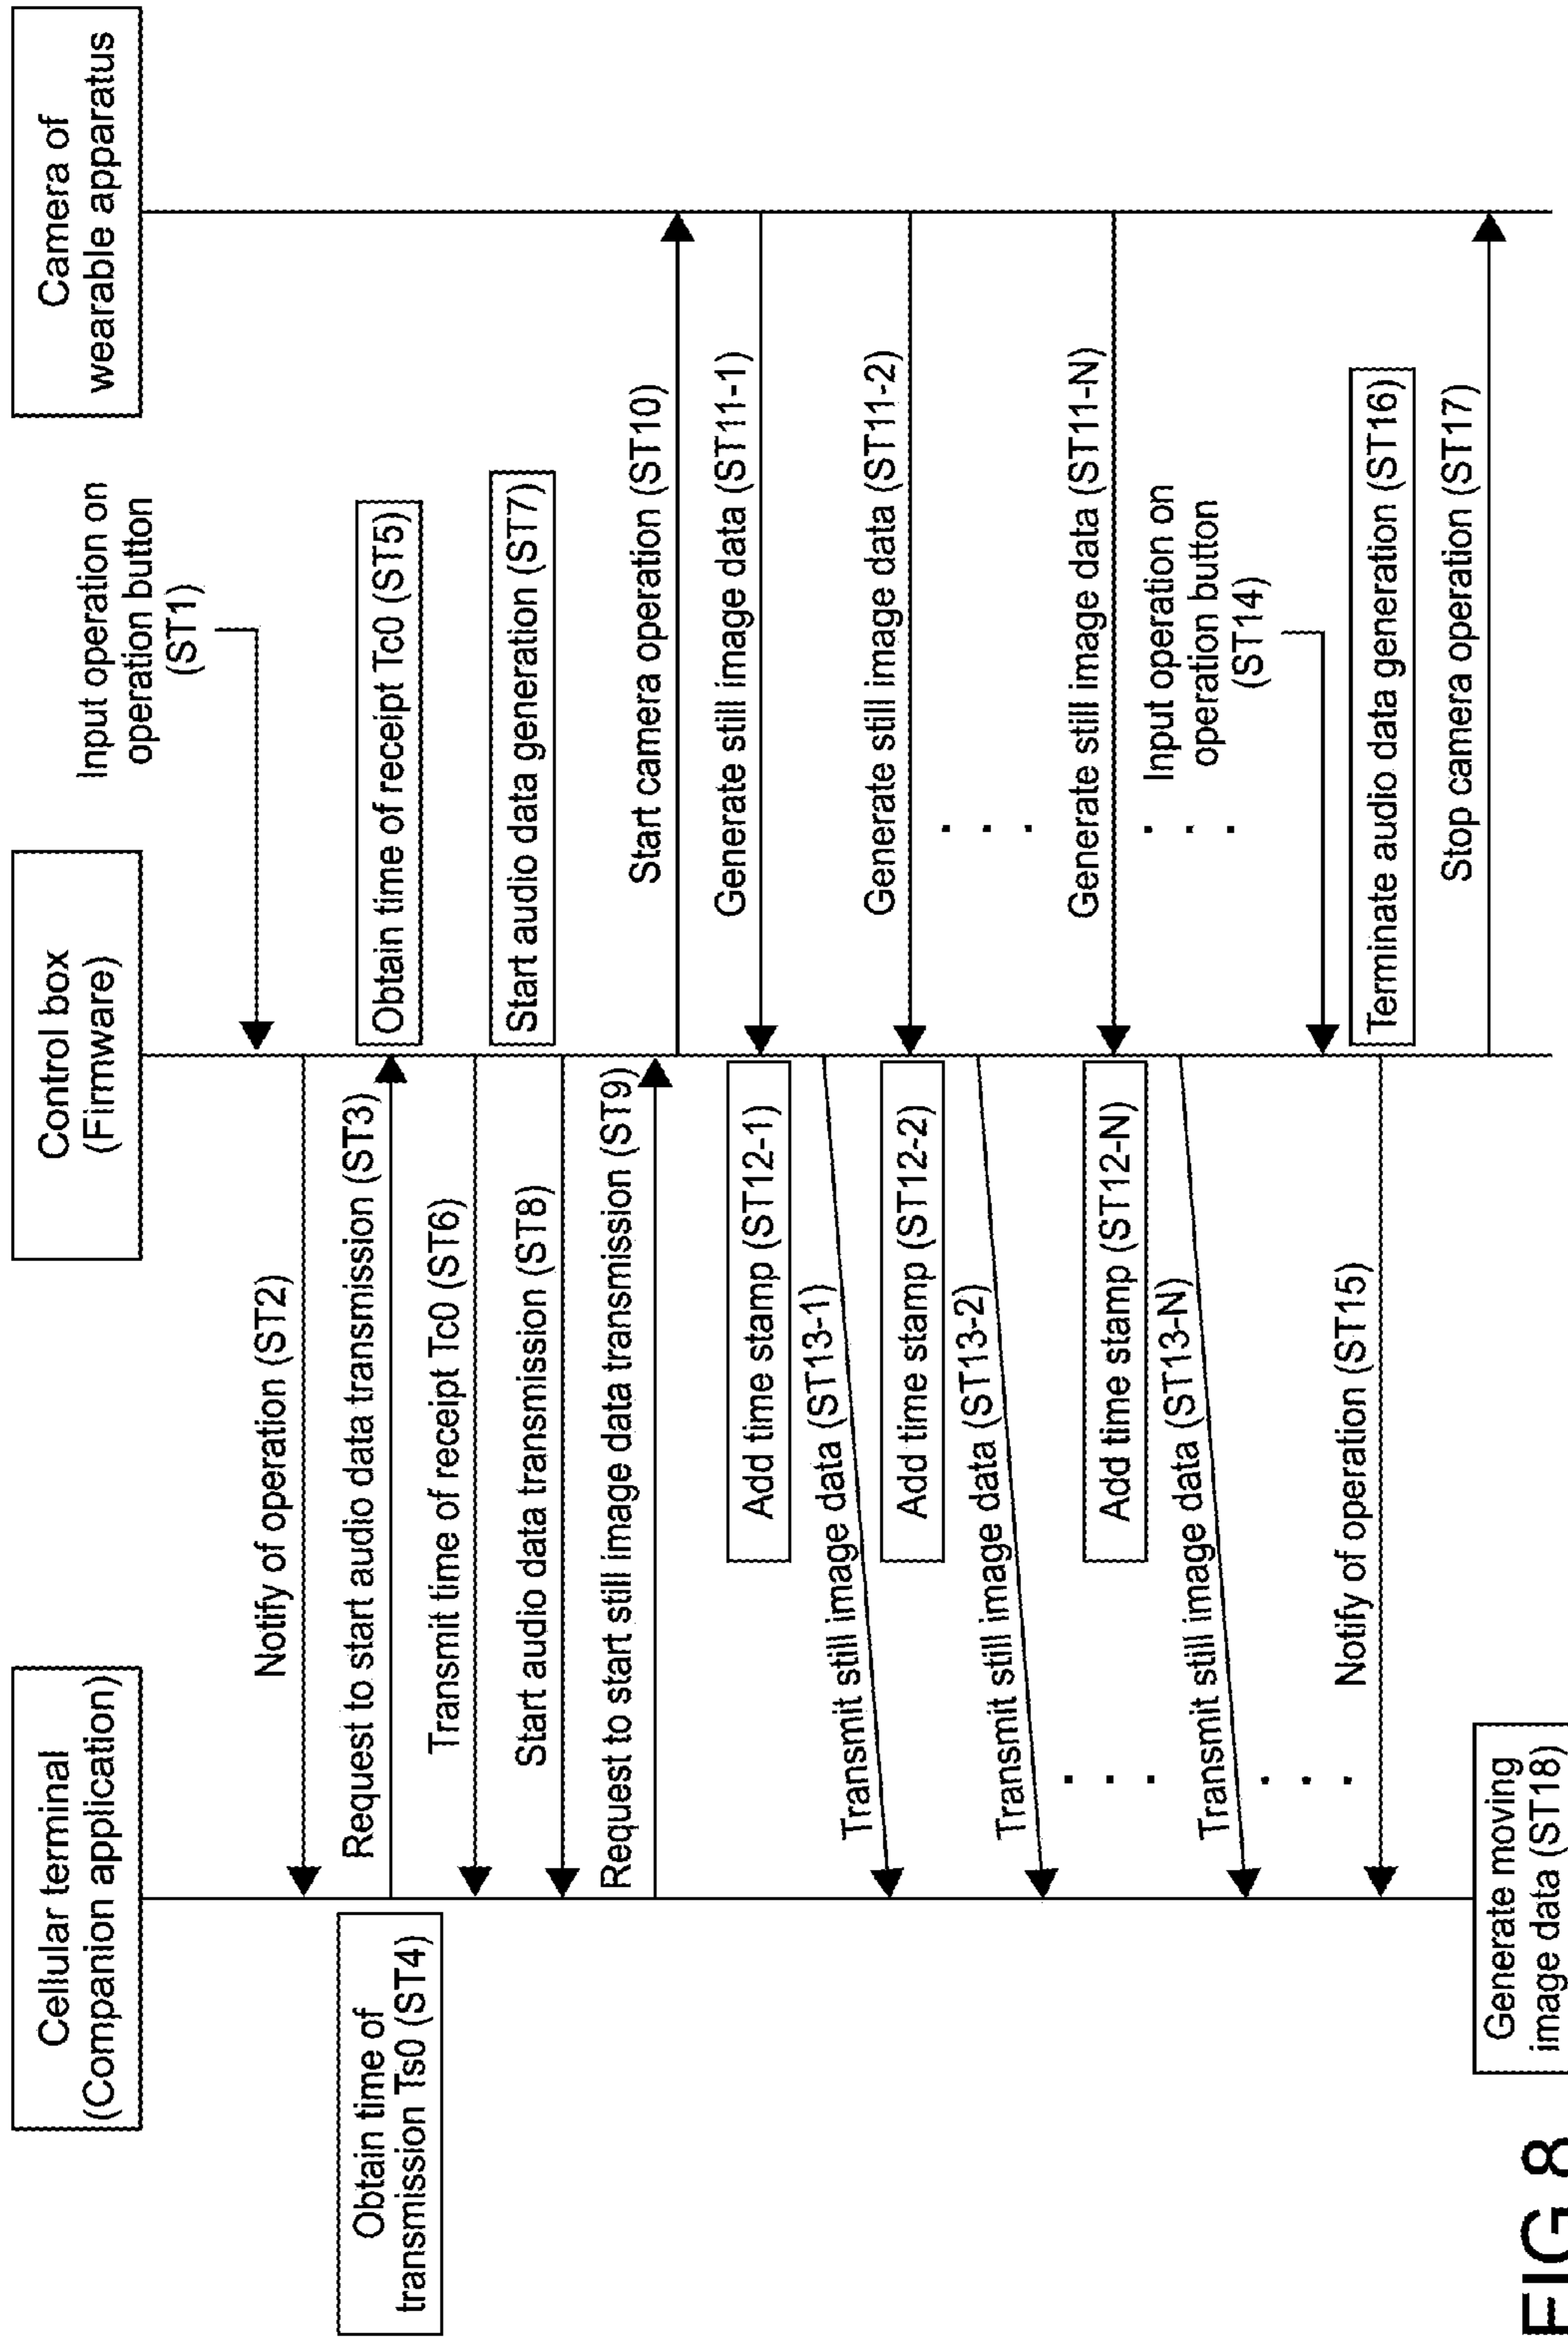 Cellular terminal
(Companion application)
Control box
(Firmware)
Camera of
wearable apparatus
Input operation on
operation button
(ST1)
Notify of operation (ST2)
Request to start audio data transmission (ST3)
Obtain time of
transmission Ts0 (ST4)
Obtain time of receipt Tc0 (ST5)
Transmit time of receipt Tc0 (ST6)
Start audio data generation (ST7)
Start audio data transmission (ST8)
Request to start still image data transmission (ST9)
Start camera operation (ST10)
Generate still image data (ST11-1)
Add time stamp (ST12-1)
Transmit still image data (ST13-1)
Generate still image data (ST11-2)
Add time stamp (ST12-2)
Transmit still image data (ST13-2)
. . .
. . .
Generate still image data (ST11-N)
Add time stamp (ST12-N)
Transmit still image data (ST13-N)
. . .
. . .
Input operation on
operation button
(ST14)
Notify of operation (ST15)
Terminate audio data generation (ST16)
Stop camera operation (ST17)
Generate moving
image data (ST18)
FIG.8